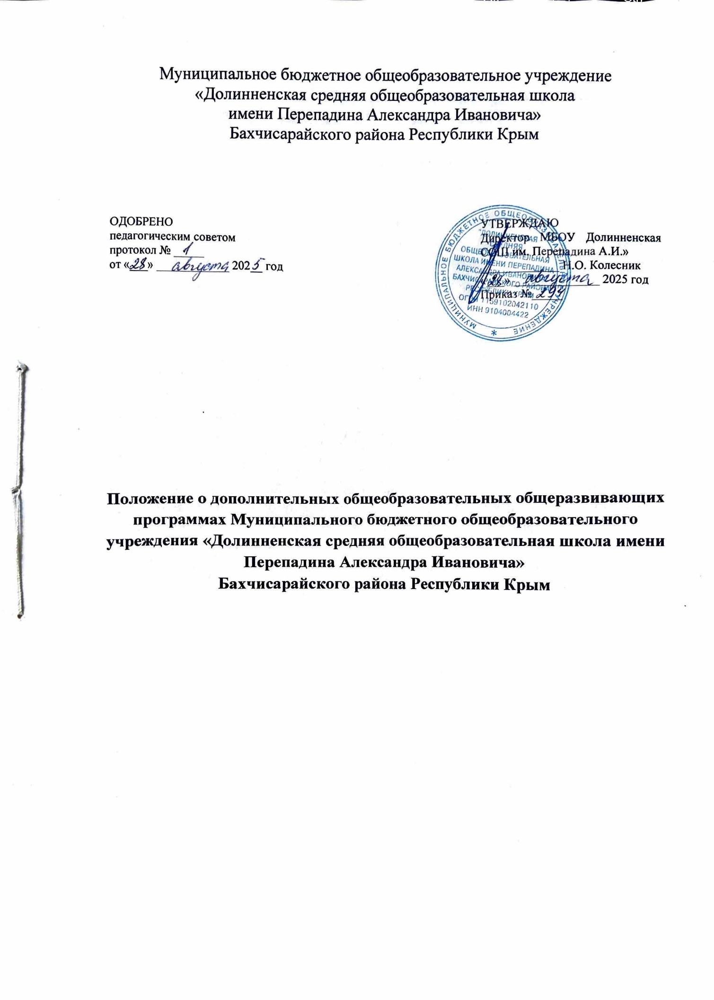 Муниципальное бюджетное общеобразовательное учреждение
«Долинненская средняя общеобразовательная школа
имени Перепадина Александра Ивановича»
Бахчисарайского района Республики Крым
ОДОБРЕНО
педагогическим советом
протокол № 1
от «28» августа 2025 год
УТВЕРЖДАЮ
Директор МБОУ Долинненская
СОШ им. Перепадина А.И.»
Н.О. Колесник
«28» августа 2025 год
Приказ № 294
МУНИЦИПАЛЬНОЕ БЮДЖЕТНОЕ ОБЩЕОБРАЗОВАТЕЛЬНОЕ УЧРЕЖДЕНИЕ
"ДОЛИННЕНСКАЯ
СРЕДНЯЯ
ОБЩЕОБРАЗОВАТЕЛЬНАЯ
ШКОЛА ИМЕНИ ПЕРЕПАДИНА
АЛЕКСАНДРА ИВАНОВИЧА"
БАХЧИСАРАЙСКОГО РАЙОНА
РЕСПУБЛИКИ КРЫМ
ОГРН 1159102042110
ИНН 9104004422
Положение о дополнительных общеобразовательных общеразвивающих
программах Муниципального бюджетного общеобразовательного
учреждения «Долинненская средняя общеобразовательная школа имени
Перепадина Александра Ивановича»
Бахчисарайского района Республики Крым